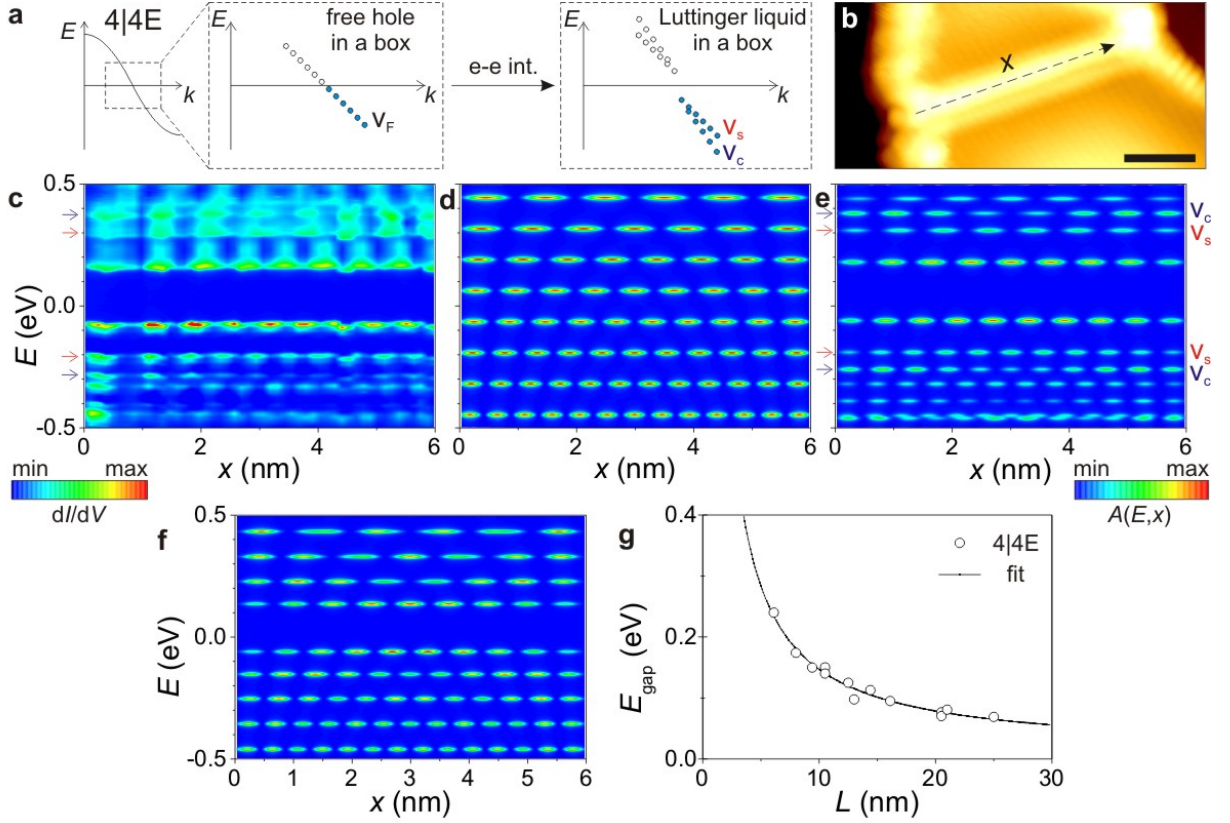 a
4|4E
E
k
E
free hole
in a box
k
V_F
e-e int.
E
Luttinger liquid
in a box
k
V_s
V_c
b
x
c
0.5
0.0
-0.5
E (eV)
0
2
4
6
x (nm)
min max
dI/dV
d
0
2
4
6
x (nm)
e
V_c
V_s
V_s
V_c
0
2
4
6
x (nm)
min max
A(E,x)
f
0.5
0.0
-0.5
E (eV)
0 1 2 3 4 5 6
x (nm)
g
0.4
0.2
0.0
E_gap (eV)
4|4E
fit
0 10 20 30
L (nm)